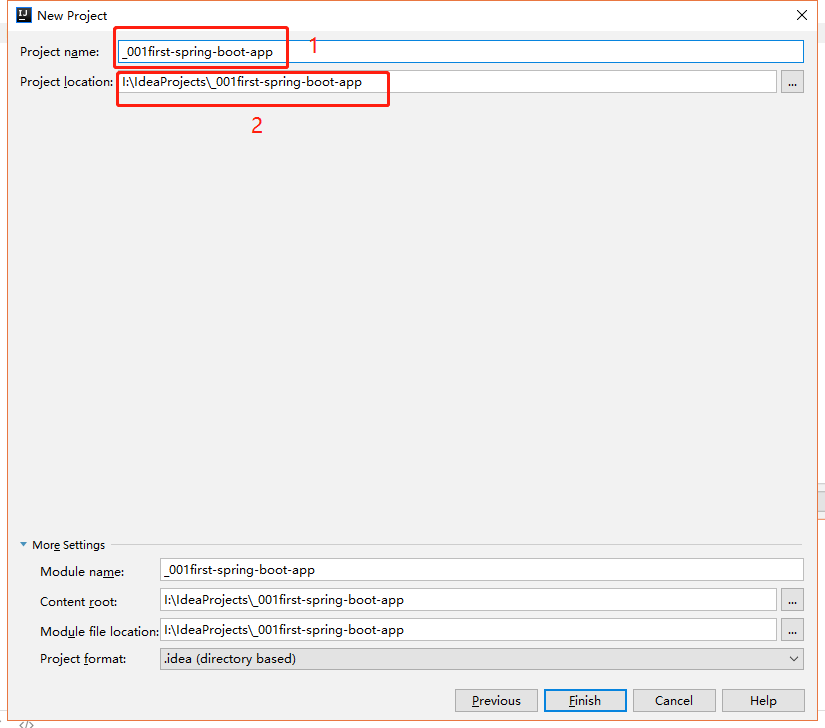 New Project
Project name: _001first-spring-boot-app 1
Project location: I:\IdeaProjects\_001first-spring-boot-app ...
2
More Settings
Module name: _001first-spring-boot-app
Content root: I:\IdeaProjects\_001first-spring-boot-app ...
Module file location: I:\IdeaProjects\_001first-spring-boot-app ...
Project format: .idea (directory based)
Previous Finish Cancel Help